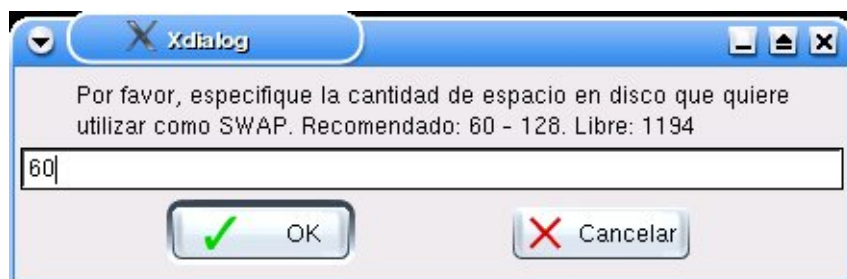 Xdialog
Por favor, especifique la cantidad de espacio en disco que quiere
utilizar como SWAP. Recomendado: 60 - 128. Libre: 1194
60
OK Cancelar